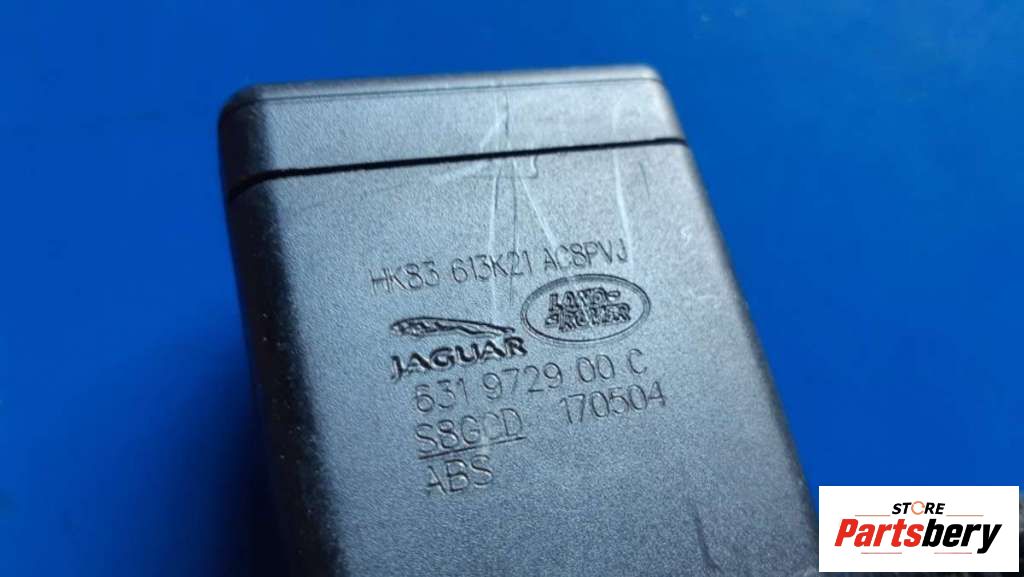 HK83 613K21 AC8PVJ
LAND-
ROVER
JAGUAR
631 9729 00 C
S8GCD 170504
ABS
STORE
Partsbery